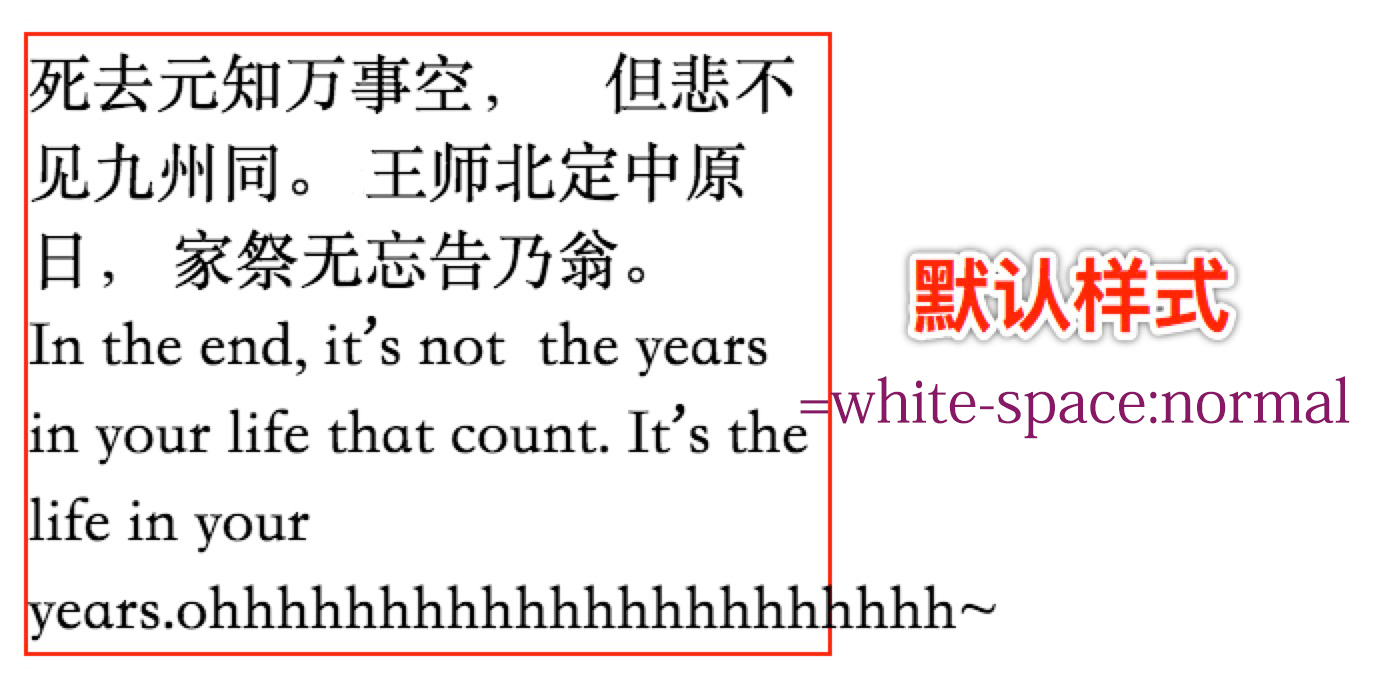 死去元知万事空，　但悲不
见九州同。 王师北定中原
日， 家祭无忘告乃翁。
In the end, it’s not  the years
in your life that count. It’s the
life in your
years.ohhhhhhhhhhhhhhhhhhhhhhh~
默认样式
=white-space:normal